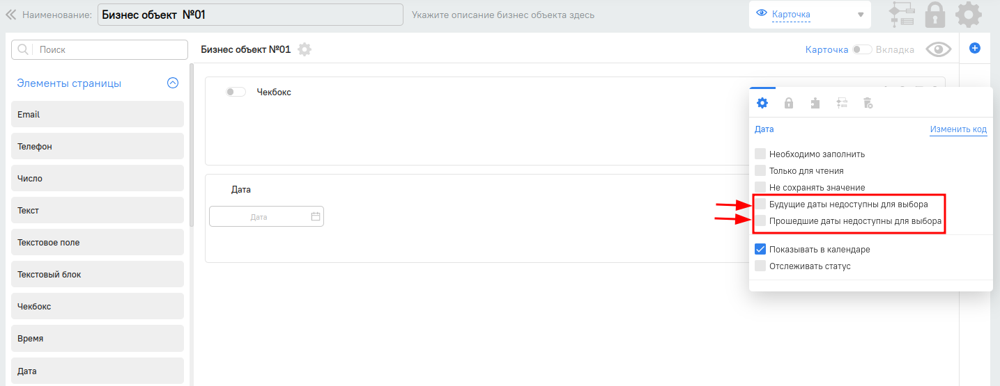 Наименование: Бизнес объект №01 Укажите описание бизнес объекта здесь Карточка
Поиск
Бизнес объект №01
Карточка Вкладка
Элементы страницы
Email
Телефон
Число
Текст
Текстовое поле
Текстовый блок
Чекбокс
Время
Дата
Чекбокс
Дата
Дата
Дата Изменить код
Необходимо заполнить
Только для чтения
Не сохранять значение
Будущие даты недоступны для выбора
Прошедшие даты недоступны для выбора
Показывать в календаре
Отслеживать статус